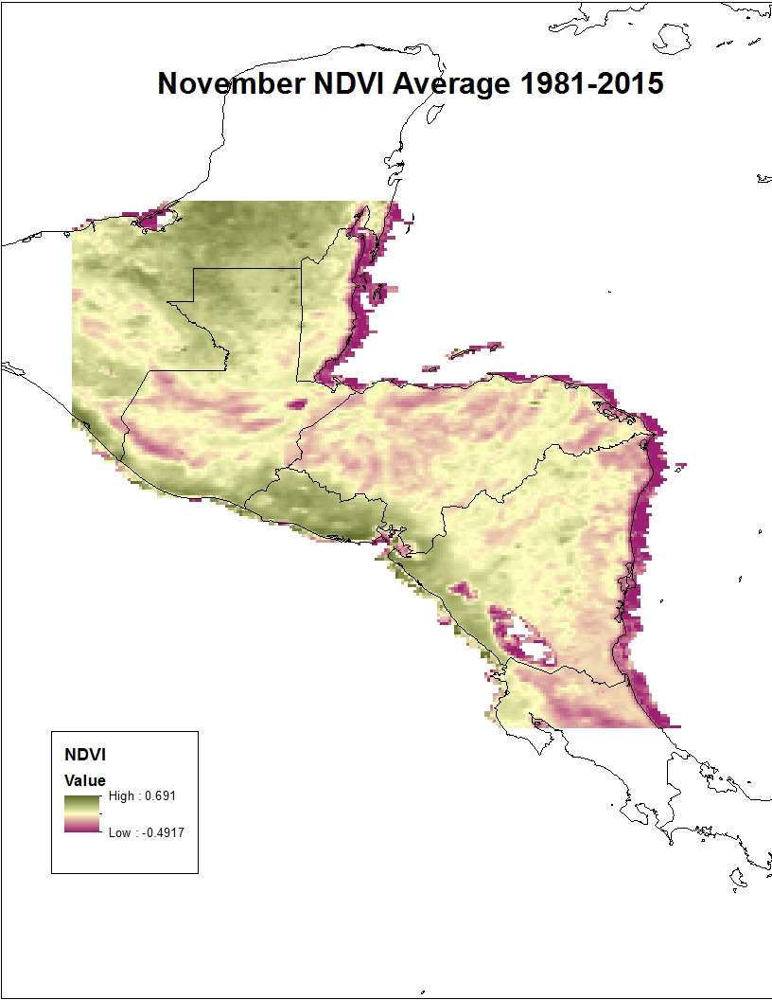 November NDVI Average 1981-2015
NDVI
Value
High : 0.691
Low : -0.4917